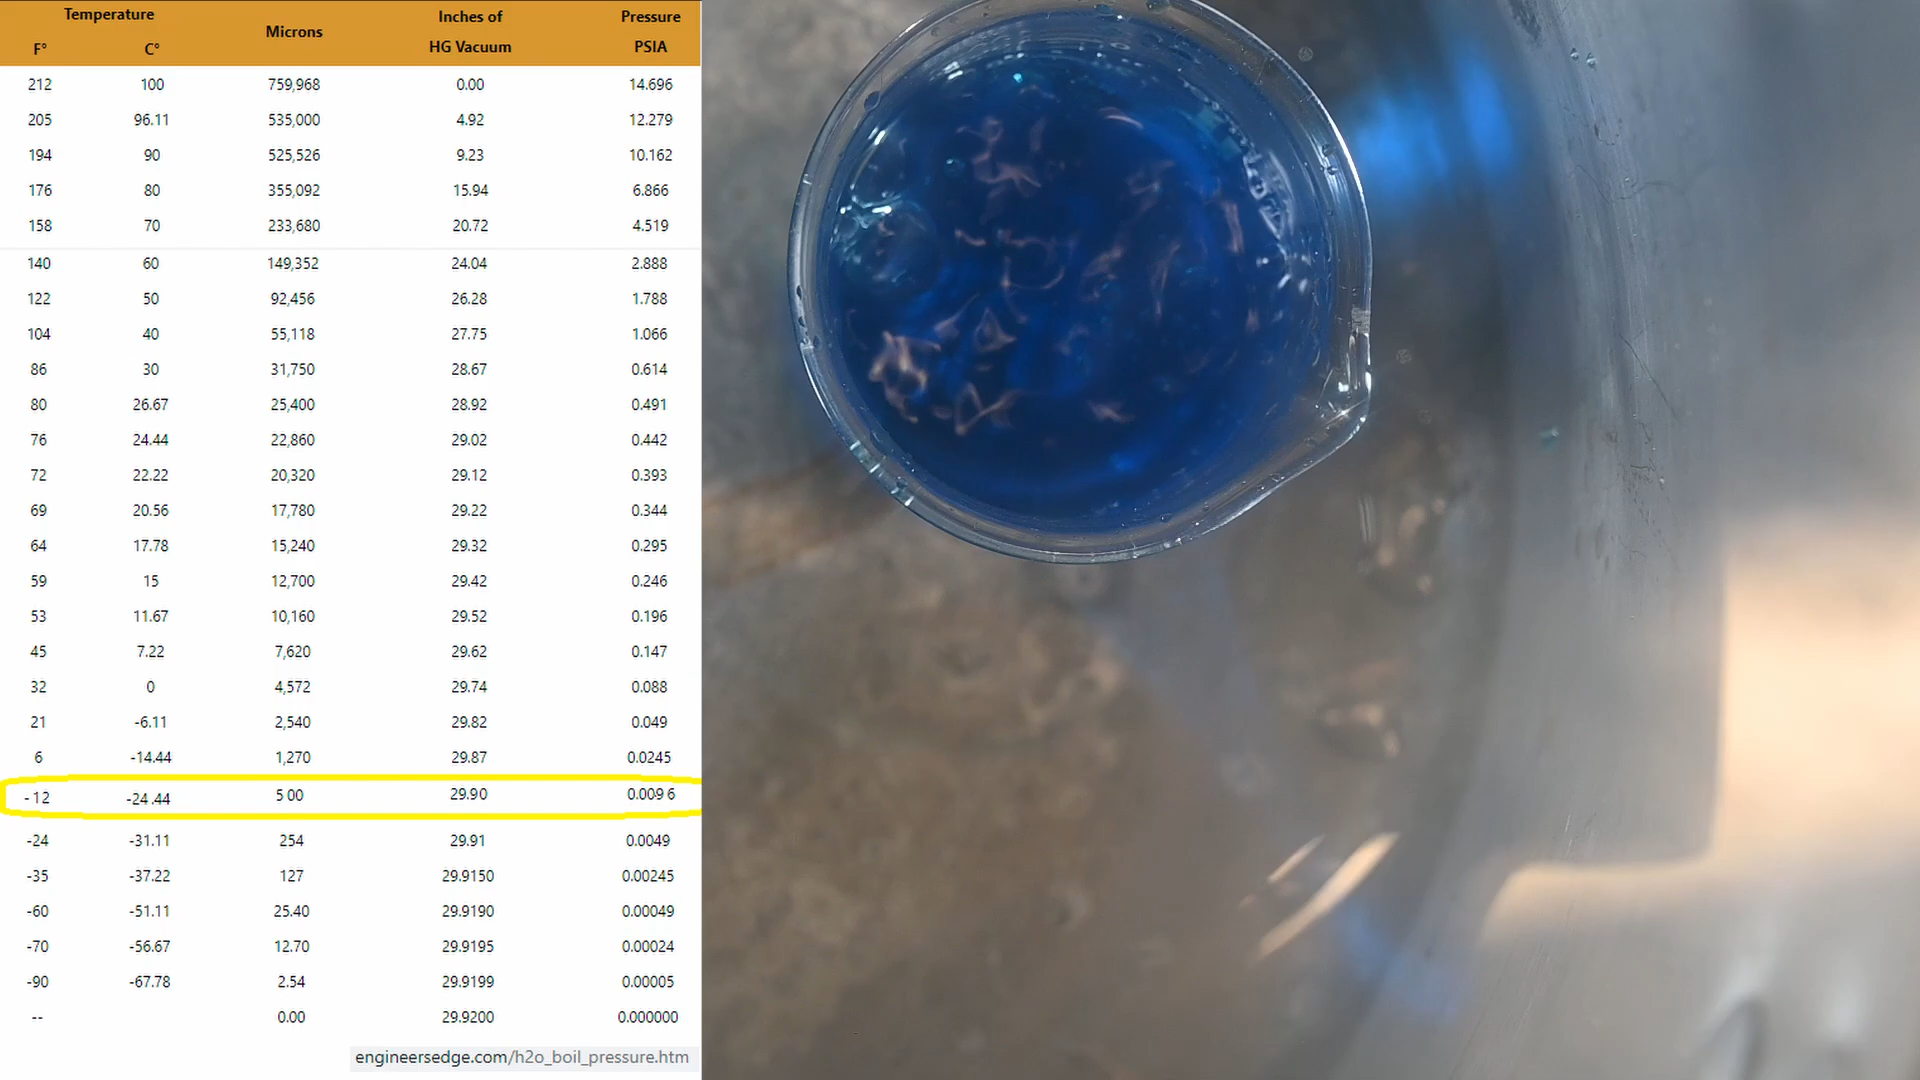 Temperature
F° C° Microns Inches of HG Vacuum Pressure PSIA
212 100 759,968 0.00 14.696
205 96.11 535,000 4.92 12.279
194 90 525,526 9.23 10.162
176 80 355,092 15.94 6.866
158 70 233,680 20.72 4.519
140 60 149,352 24.04 2.888
122 50 92,456 26.28 1.788
104 40 55,118 27.75 1.066
86 30 31,750 28.67 0.614
80 26.67 25,400 28.92 0.491
76 24.44 22,860 29.02 0.442
72 22.22 20,320 29.12 0.393
69 20.56 17,780 29.22 0.344
64 17.78 15,240 29.32 0.295
59 15 12,700 29.42 0.246
53 11.67 10,160 29.52 0.196
45 7.22 7,620 29.62 0.147
32 0 4,572 29.74 0.088
21 -6.11 2,540 29.82 0.049
6 -14.44 1,270 29.87 0.0245
-12 -24.44 500 29.90 0.0096
-24 -31.11 254 29.91 0.0049
-35 -37.22 127 29.9150 0.00245
-60 -51.11 25.40 29.9190 0.00049
-70 -56.67 12.70 29.9195 0.00024
-90 -67.78 2.54 29.9199 0.00005
-- 0.00 29.9200 0.000000
engineersedge.com/h2o_boil_pressure.htm